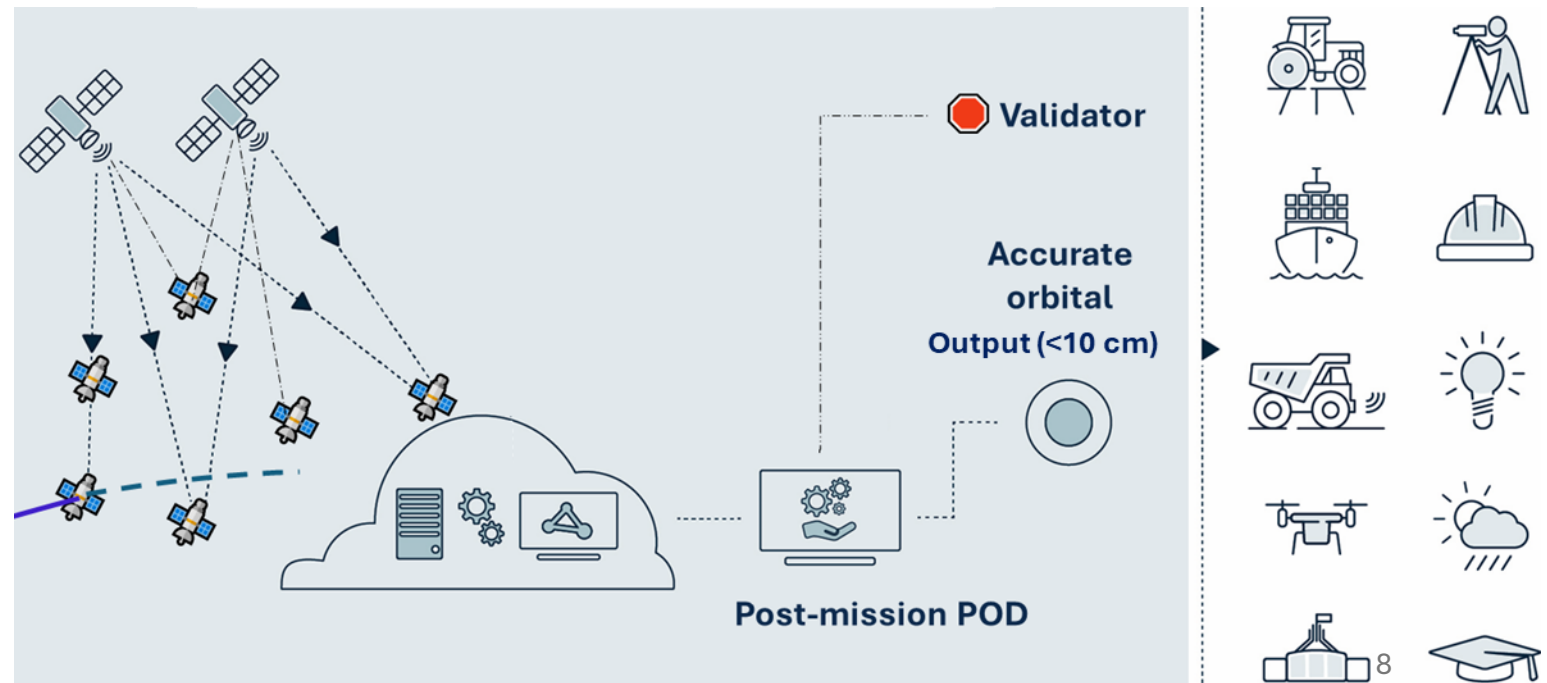 Validator
Accurate
orbital
Output (<10 cm)
Post-mission POD
8